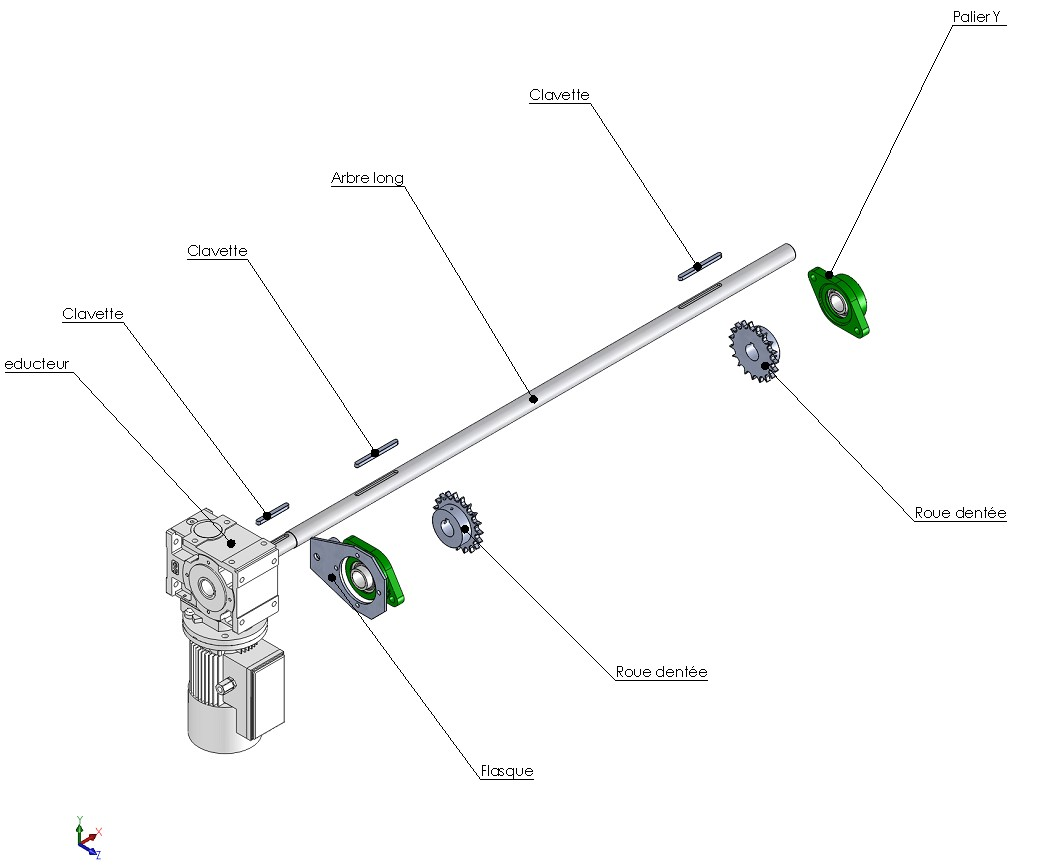 Palier Y
Clavette
Arbre long
Clavette
Clavette
educteur
Roue dentée
Roue dentée
Flasque
Y
X
Z